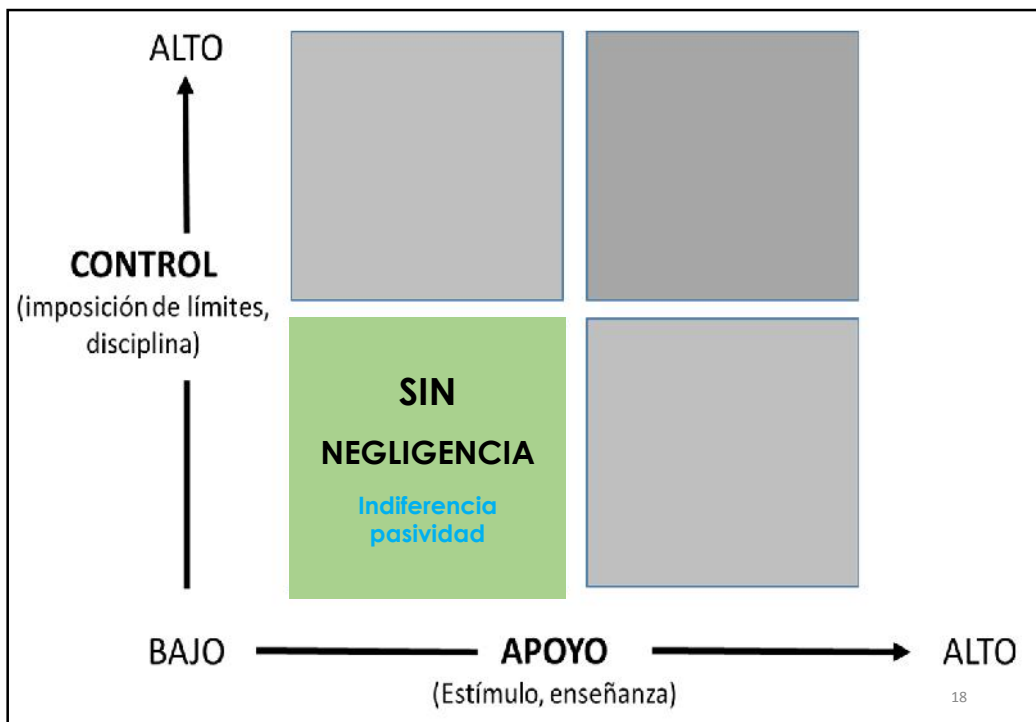 ALTO
CONTROL
(imposición de límites,
disciplina)
SIN
NEGLIGENCIA
Indiferencia
pasividad
BAJO
APOYO
ALTO
(Estímulo, enseñanza)
18